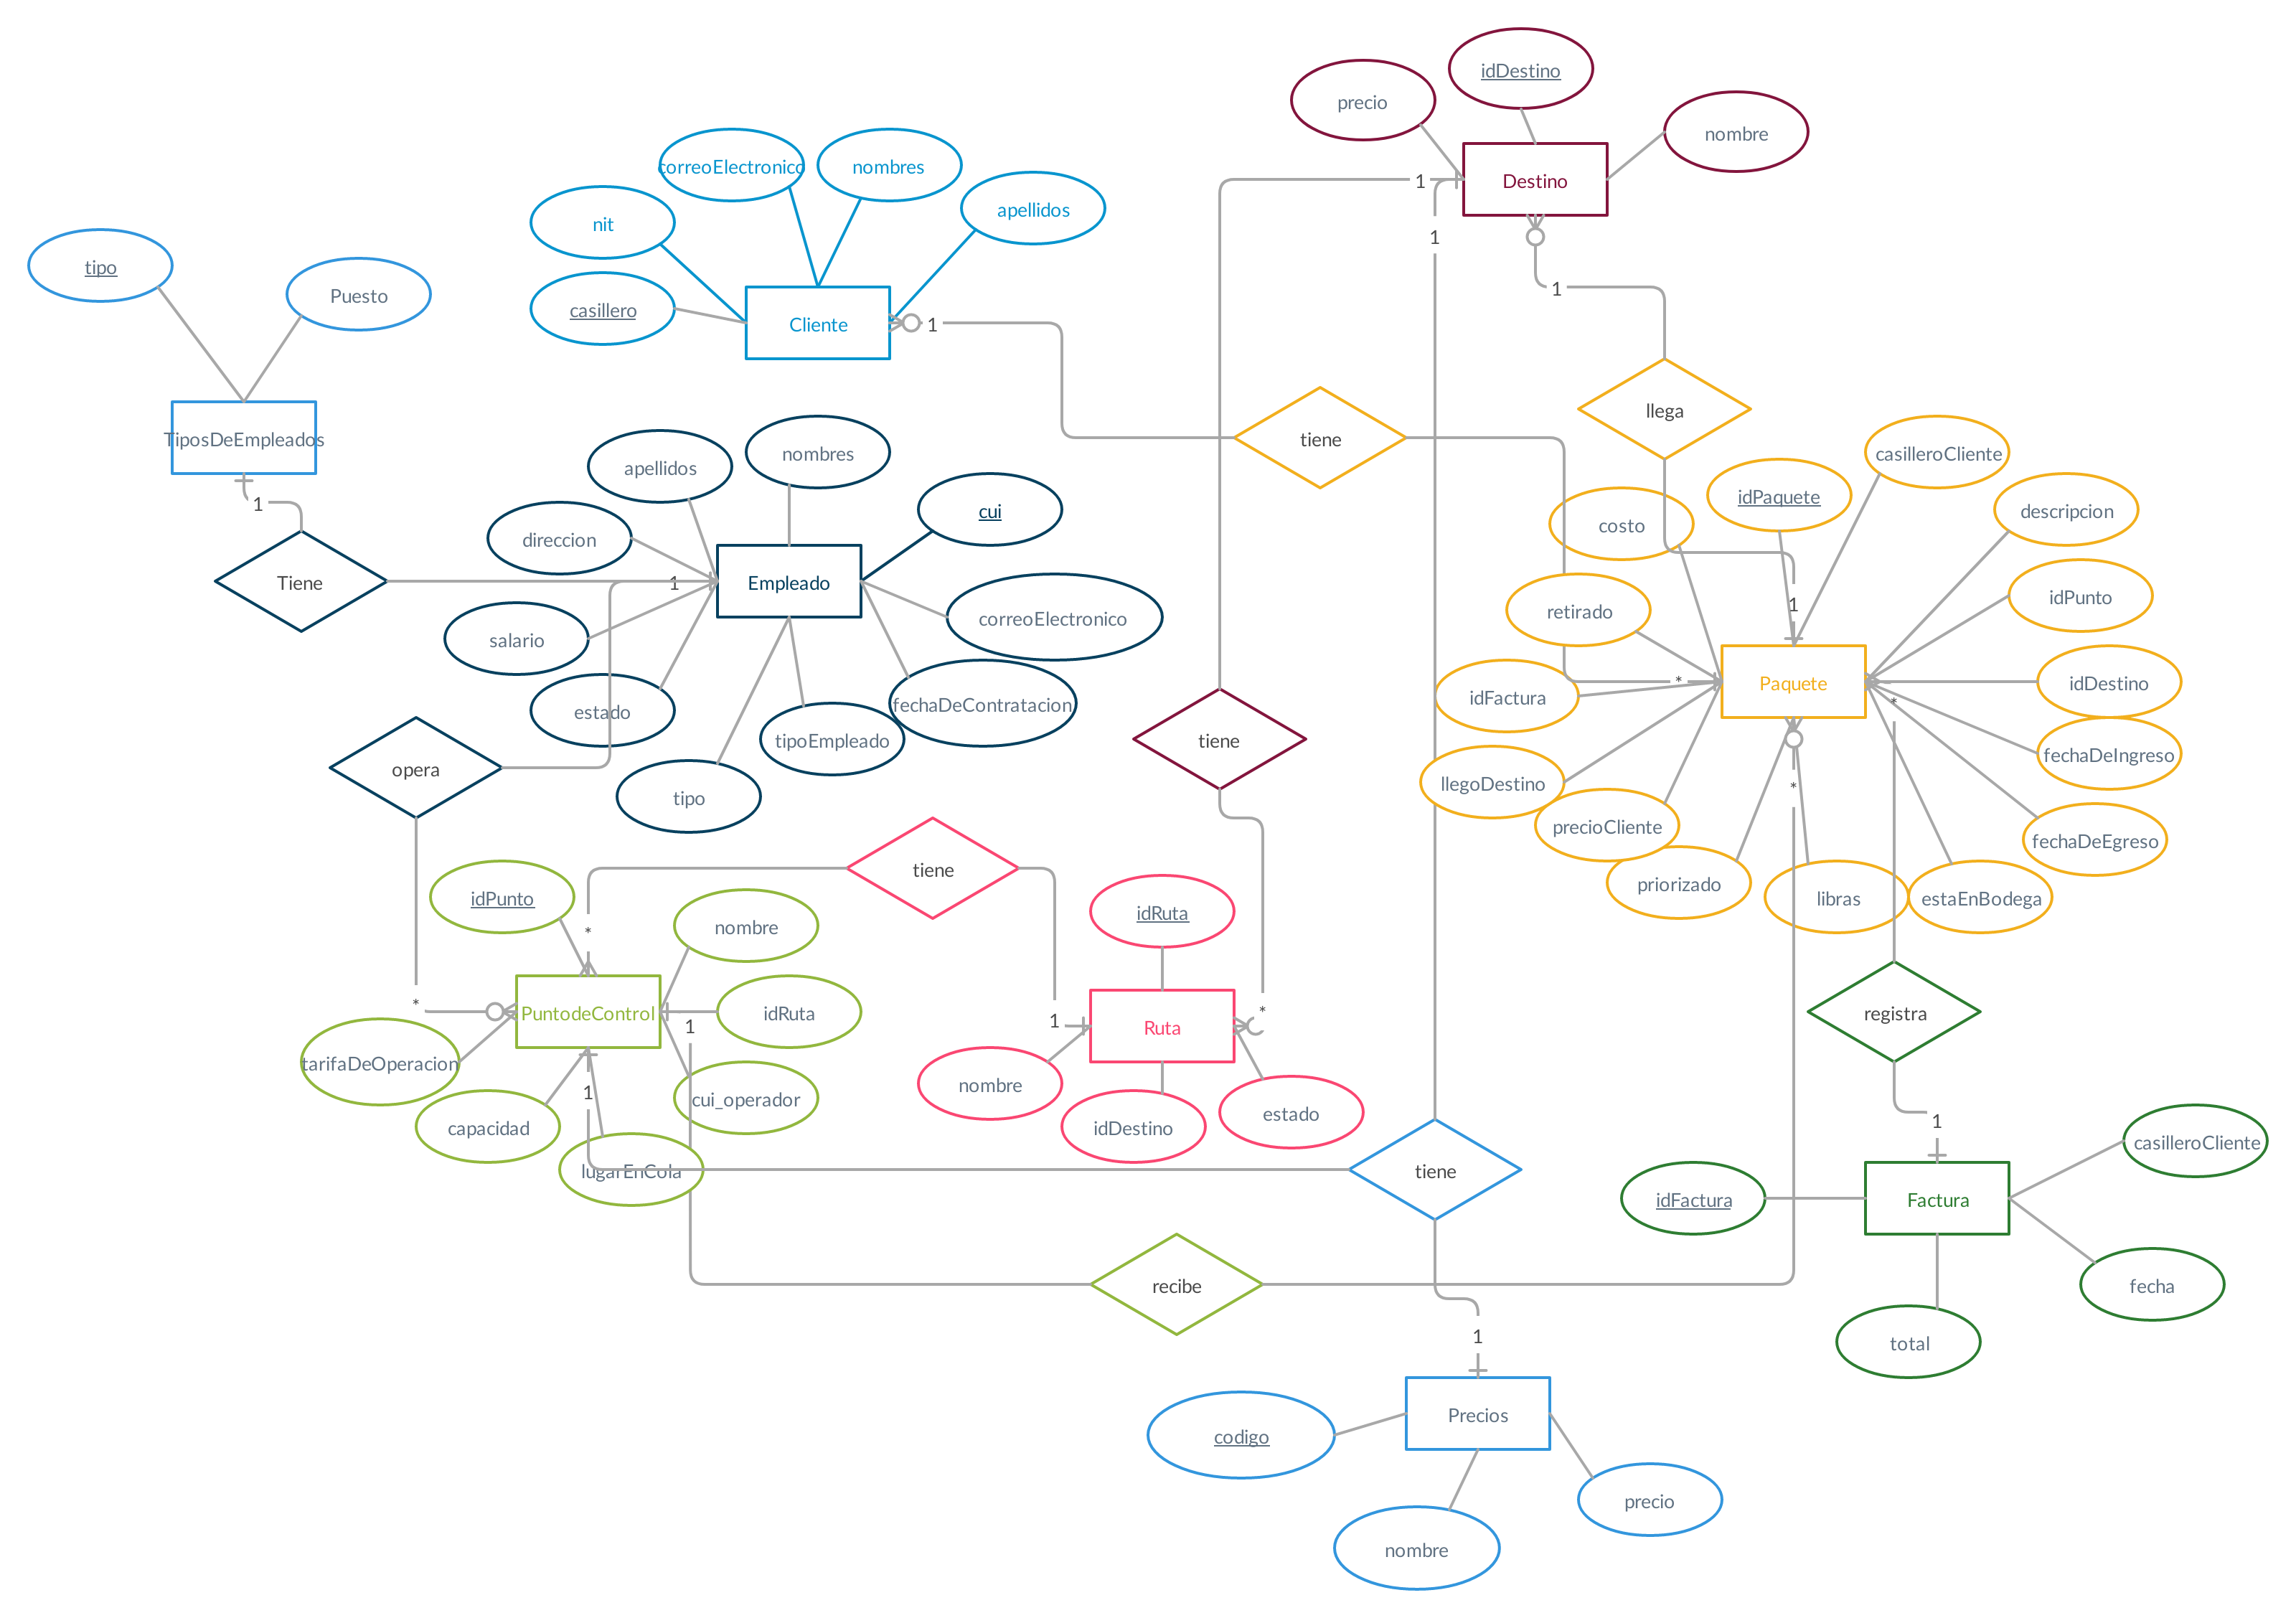 idDestino
precio
nombre
Destino
1
1
1
correoElectronico
nombres
apellidos
nit
casillero
Cliente
1
tipo
Puesto
TiposDeEmpleados
1
Tiene
llega
tiene
apellidos
nombres
cui
direccion
Empleado
1
salario
correoElectronico
estado
fechaDeContratacion
tipoEmpleado
tipo
opera
*
casilleroCliente
idPaquete
costo
descripcion
idPunto
retirado
1
Paquete
*
idDestino
idFactura
*
fechaDeIngreso
llegoDestino
*
precioCliente
fechaDeEgreso
priorizado
libras
estaEnBodega
tiene
tiene
*
idPunto
nombre
PuntodeControl
idRuta
1
1
tarifaDeOperacion
capacidad
cui_operador
lugarEnCola
idRuta
1
Ruta
*
nombre
idDestino
estado
registra
1
tiene
casilleroCliente
idFactura
Factura
fecha
total
recibe
1
Precios
codigo
precio
nombre